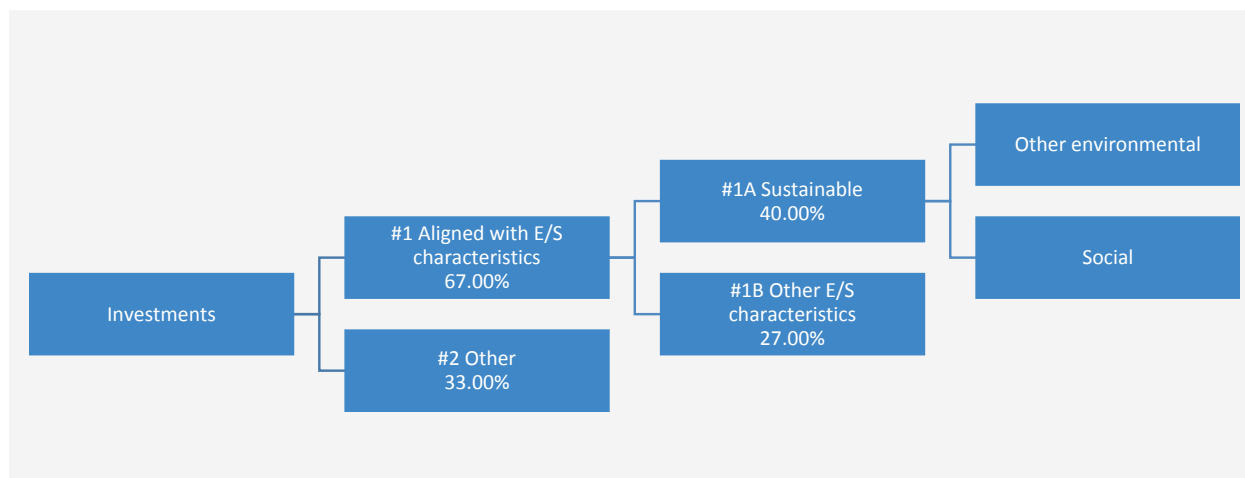 Investments
#1 Aligned with E/S
characteristics
67.00%
#2 Other
33.00%
#1A Sustainable
40.00%
#1B Other E/S
characteristics
27.00%
Other environmental
Social